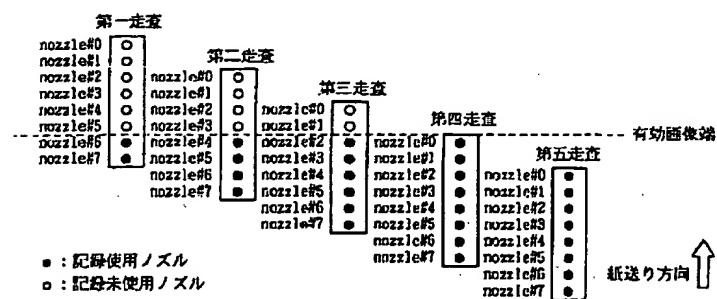 第一走査
nozzle#0
nozzle#1
nozzle#2
nozzle#3
nozzle#4
nozzle#5
nozzle#6
nozzle#7
第二走査
nozzle#0
nozzle#1
nozzle#2
nozzle#3
nozzle#4
nozzle#5
nozzle#6
nozzle#7
第三走査
nozzle#0
nozzle#1
nozzle#2
nozzle#3
nozzle#4
nozzle#5
nozzle#6
nozzle#7
第四走査
nozzle#0
nozzle#1
nozzle#2
nozzle#3
nozzle#4
nozzle#5
nozzle#6
nozzle#7
有効画像端
第五走査
nozzle#0
nozzle#1
nozzle#2
nozzle#3
nozzle#4
nozzle#5
nozzle#6
nozzle#7
●：記録使用ノズル
○：記録未使用ノズル
紙送り方向